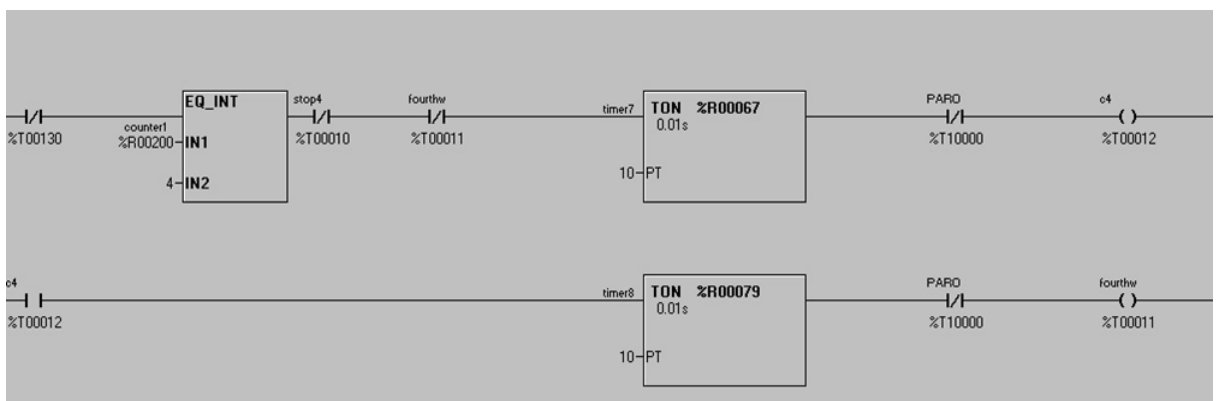 %T00130
counter1
%R00200
EQ_INT
IN1
4
IN2
stop4
%T00010
fourthw
%T00011
timer7
TON %R00067
0.01s
10
PT
PARO
%T10000
c4
%T00012
c4
%T00012
timer8
TON %R00079
0.01s
10
PT
PARO
%T10000
fourthw
%T00011